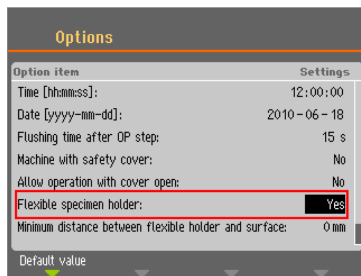 Options
Option item Settings
Time [hh:mm:ss]: 12:00:00
Date [yyyy-mm-dd]: 2010-06-18
Flushing time after OP step: 15 s
Machine with safety cover: No
Allow operation with cover open: No
Flexible specimen holder: Yes
Minimum distance between flexible holder and surface: 0 mm
Default value